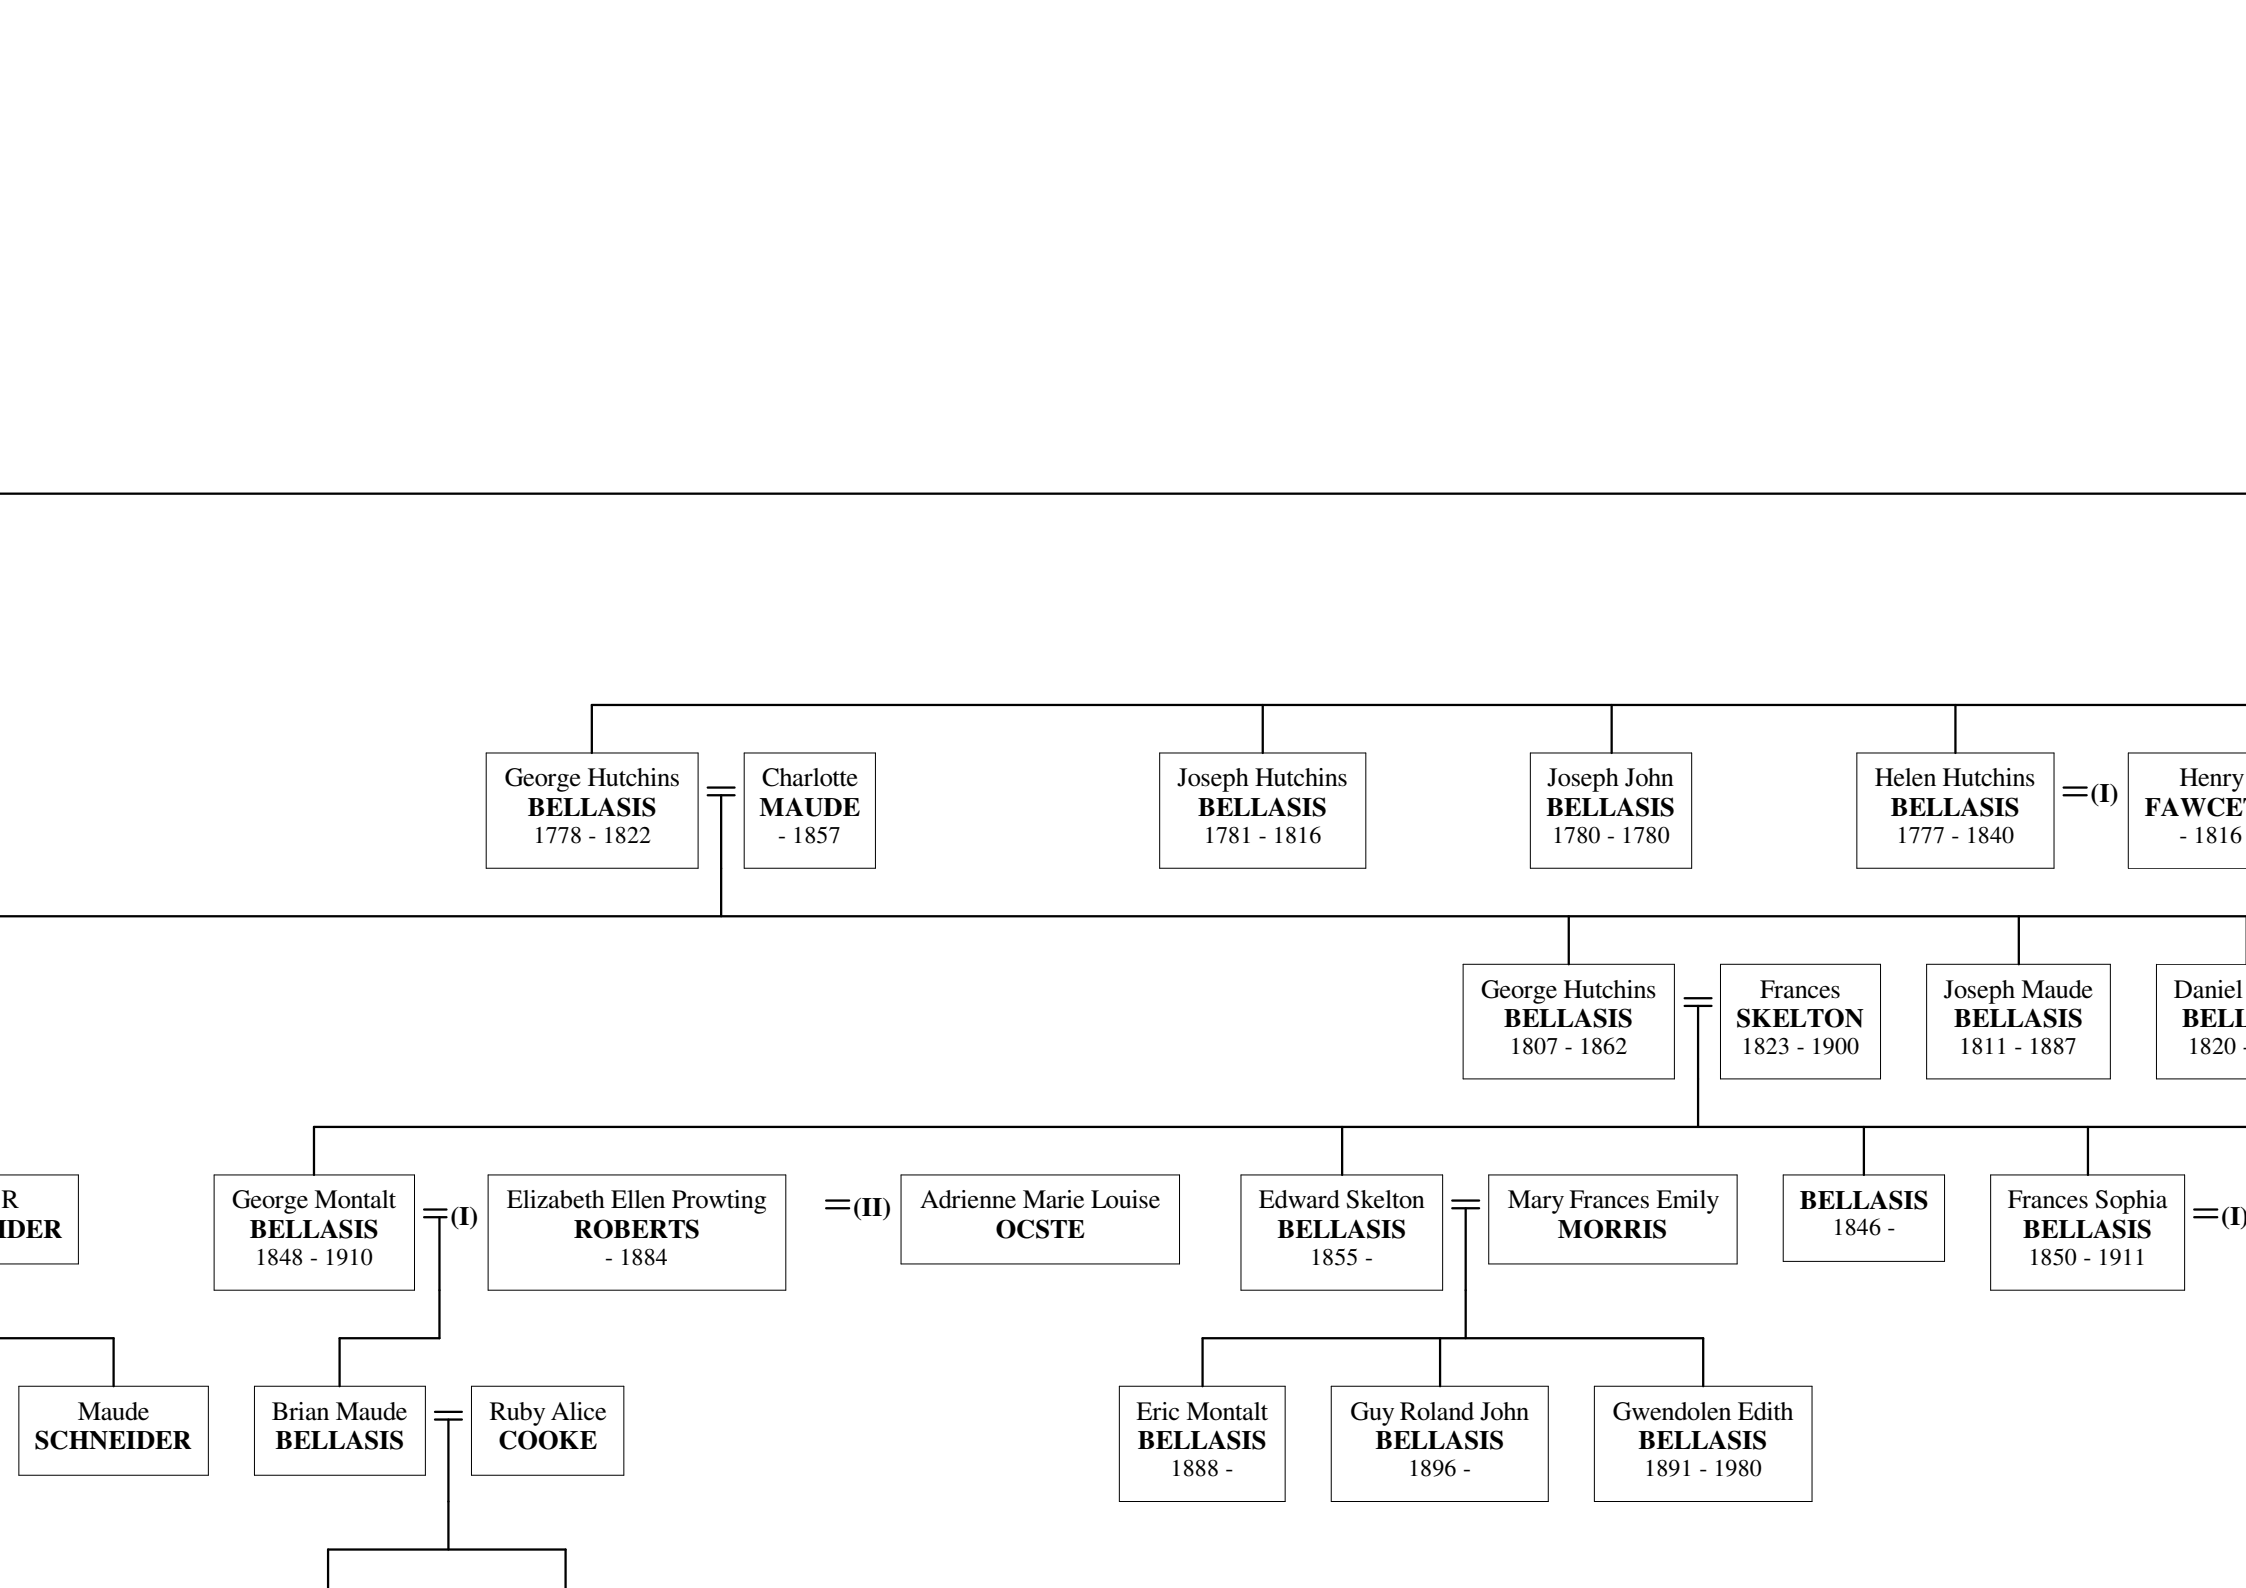 George Hutchins
BELLASIS
1778 - 1822
Charlotte
MAUDE
- 1857
Joseph Hutchins
BELLASIS
1781 - 1816
Joseph John
BELLASIS
1780 - 1780
Helen Hutchins
BELLASIS
1777 - 1840
=(I)
Henry
FAWCET
- 1816
George Hutchins
BELLASIS
1807 - 1862
Frances
SKELTON
1823 - 1900
Joseph Maude
BELLASIS
1811 - 1887
Daniel
BELL
1820 -
R
IDER
George Montalt
BELLASIS
1848 - 1910
=(I)
Elizabeth Ellen Prowting
ROBERTS
- 1884
=(II)
Adrienne Marie Louise
OCSTE
Edward Skelton
BELLASIS
1855 -
Mary Frances Emily
MORRIS
BELLASIS
1846 -
Frances Sophia
BELLASIS
1850 - 1911
=(I)
Maude
SCHNEIDER
Brian Maude
BELLASIS
Ruby Alice
COOKE
Eric Montalt
BELLASIS
1888 -
Guy Roland John
BELLASIS
1896 -
Gwendolen Edith
BELLASIS
1891 - 1980